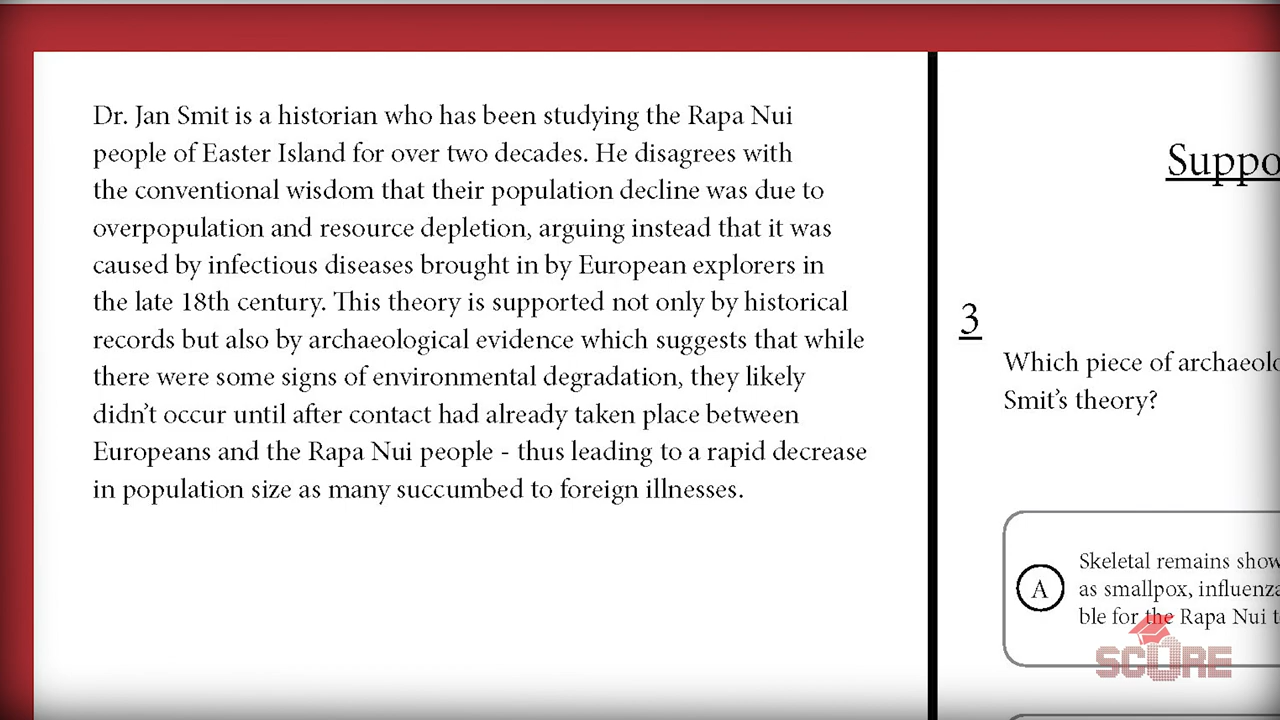 Dr. Jan Smit is a historian who has been studying the Rapa Nui
people of Easter Island for over two decades. He disagrees with
the conventional wisdom that their population decline was due to
overpopulation and resource depletion, arguing instead that it was
caused by infectious diseases brought in by European explorers in
the late 18th century. This theory is supported not only by historical
records but also by archaeological evidence which suggests that while
there were some signs of environmental degradation, they likely
didn't occur until after contact had already taken place between
Europeans and the Rapa Nui people - thus leading to a rapid decrease
in population size as many succumbed to foreign illnesses.
Suppo
3
Which piece of archaeolo
Smit's theory?
A
Skeletal remains show
as smallpox, influenza
ble for the Rapa Nui t
SCORE